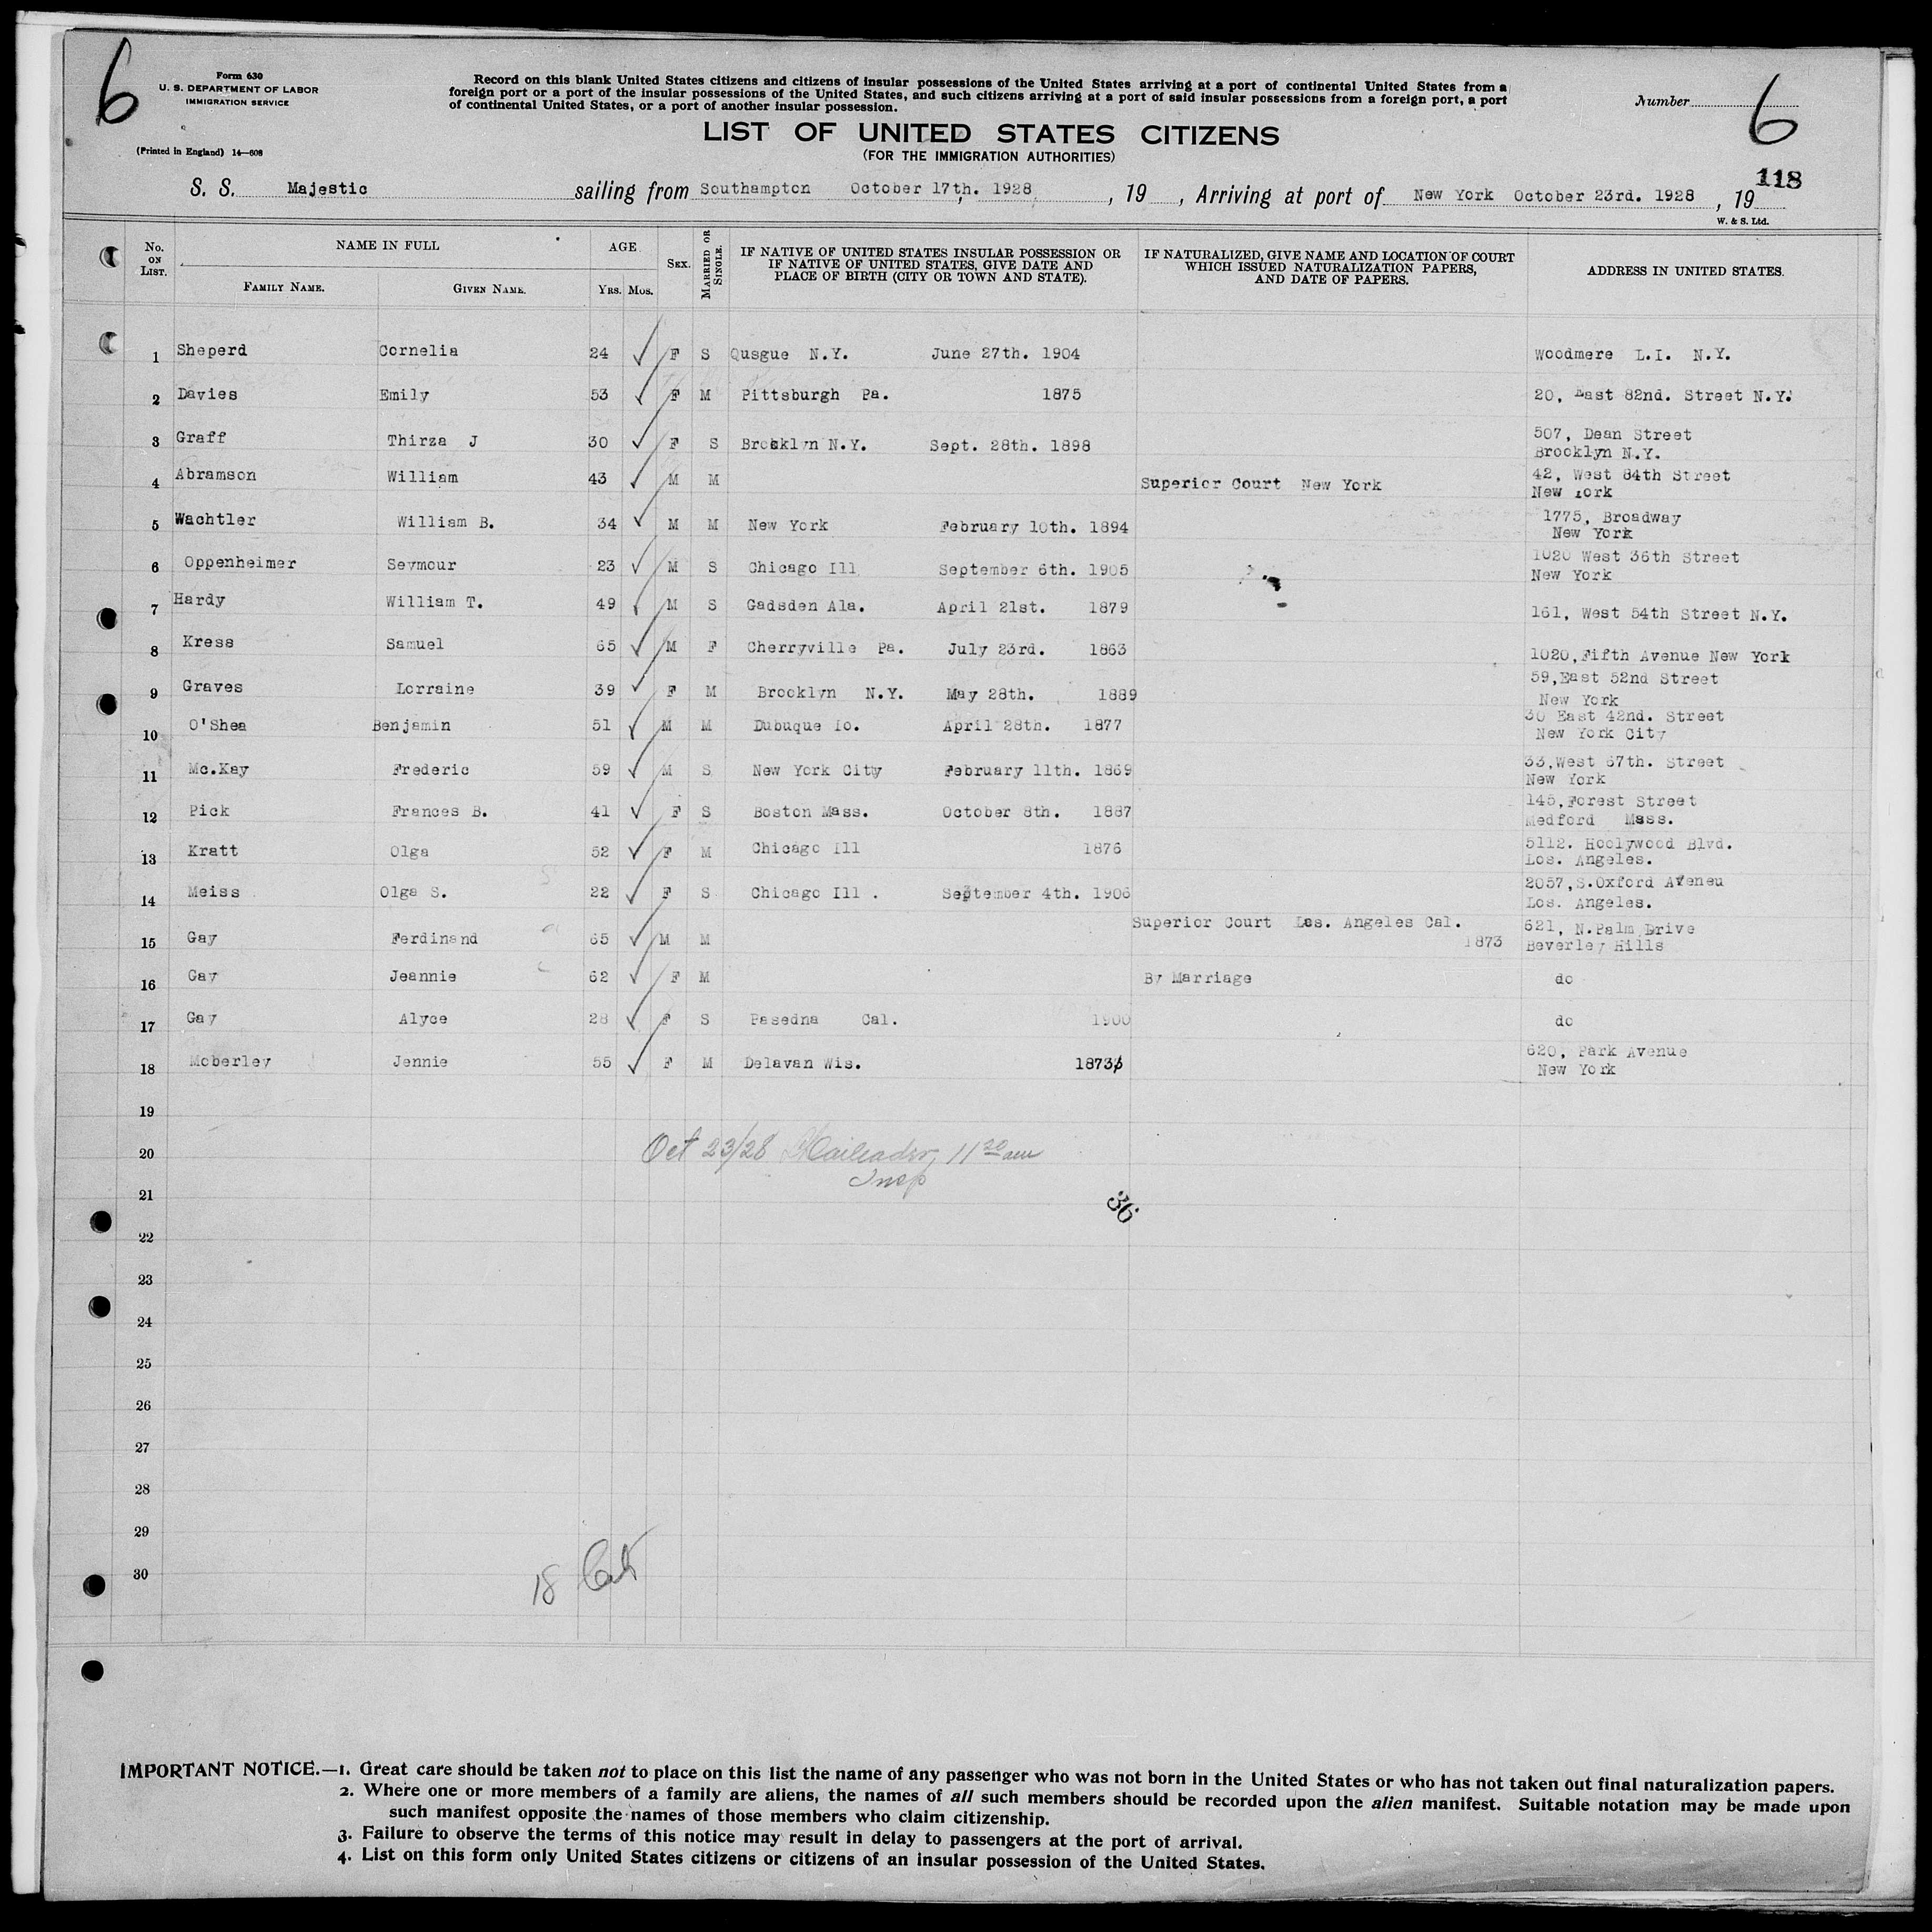 6
Form 630
U. S. DEPARTMENT OF LABOR
IMMIGRATION SERVICE
(Printed in England) 14—608
Record on this blank United States citizens and citizens of insular possessions of the United States arriving at a port of continental United States from a
foreign port or a port of the insular possessions of the United States, and such citizens arriving at a port of said insular possessions from a foreign port, a port
of continental United States, or a port of another insular possession.
Number 6
LIST OF UNITED STATES CITIZENS
(FOR THE IMMIGRATION AUTHORITIES)
118
S. S. Majestic sailing from Southampton October 17th. 1928, 19 , Arriving at port of New York October 23rd. 1928 , 19
W. & S. Ltd.
No. ON LIST. NAME IN FULL FAMILY NAME. GIVEN NAME. AGE YRS. MOS. SEX. MARRIED OR SINGLE. IF NATIVE OF UNITED STATES INSULAR POSSESSION OR IF NATIVE OF UNITED STATES, GIVE DATE AND PLACE OF BIRTH (CITY OR TOWN AND STATE). IF NATURALIZED, GIVE NAME AND LOCATION OF COURT WHICH ISSUED NATURALIZATION PAPERS, AND DATE OF PAPERS. ADDRESS IN UNITED STATES.
1 Sheperd Cornelia 24 F S Qusgue N.Y. June 27th. 1904 Woodmere L.I. N.Y.
2 Davies Emily 53 F M Pittsburgh Pa. 1875 20, East 82nd. Street N.Y.
3 Graff Thirza J 30 F S Brooklyn N.Y. Sept. 28th. 1898 507, Dean Street
Brooklyn N.Y.
4 Abramson William 43 M M Superior Court New York 42, West 84th Street
New York
5 Wachtler William B. 34 M M New York February 10th. 1894 1775, Broadway
New York
6 Oppenheimer Seymour 23 M S Chicago Ill September 6th. 1905 1020 West 36th Street
New York
7 Hardy William T. 49 M S Gadsden Ala. April 21st. 1879 161, West 54th Street N.Y.
8 Kress Samuel 65 M F Cherryville Pa. July 23rd. 1863 1020, Fifth Avenue New York
9 Graves Lorraine 39 F M Brooklyn N.Y. May 28th. 1889 59, East 52nd Street
New York
10 O'Shea Benjamin 51 M M Dubuque Io. April 28th. 1877 30 East 42nd. Street
New York City
11 Mc.Kay Frederic 59 M S New York City February 11th. 1869 33, West 67th. Street
New York
12 Pick Frances B. 41 F S Boston Mass. October 8th. 1887 145, Forest Street
Medford Mass.
13 Kratt Olga 52 F M Chicago Ill 1876 5112. Hoolywood Blvd.
Los. Angeles.
14 Meiss Olga S. 22 F S Chicago Ill . September 4th. 1906 2057, S.Oxford Aveneu
Los. Angeles.
15 Gay Ferdinand 65 M M Superior Court Los. Angeles Cal. 1873 621, N.Palm Drive
Beverley Hills
16 Gay Jeannie 62 F M By Marriage do
17 Gay Alyce 28 F S Pasedna Cal. 1900 do
18 Moberley Jennie 55 F M Delavan Wis. 1873 620, Park Avenue
New York
19
20 Oct 23/28 11 20 am
Insp
21
36
22
23
24
25
26
27
28
29
30
18
IMPORTANT NOTICE.—1. Great care should be taken not to place on this list the name of any passenger who was not born in the United States or who has not taken out final naturalization papers.
2. Where one or more members of a family are aliens, the names of all such members should be recorded upon the alien manifest. Suitable notation may be made upon
such manifest opposite the names of those members who claim citizenship.
3. Failure to observe the terms of this notice may result in delay to passengers at the port of arrival.
4. List on this form only United States citizens or citizens of an insular possession of the United States.